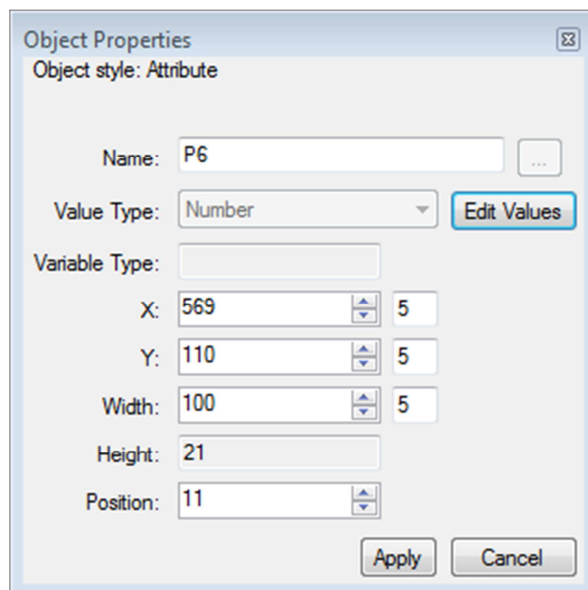 Object Properties
Object style: Attribute
Name: P6 ...
Value Type: Number Edit Values
Variable Type:
X: 569 5
Y: 110 5
Width: 100 5
Height: 21
Position: 11
Apply Cancel